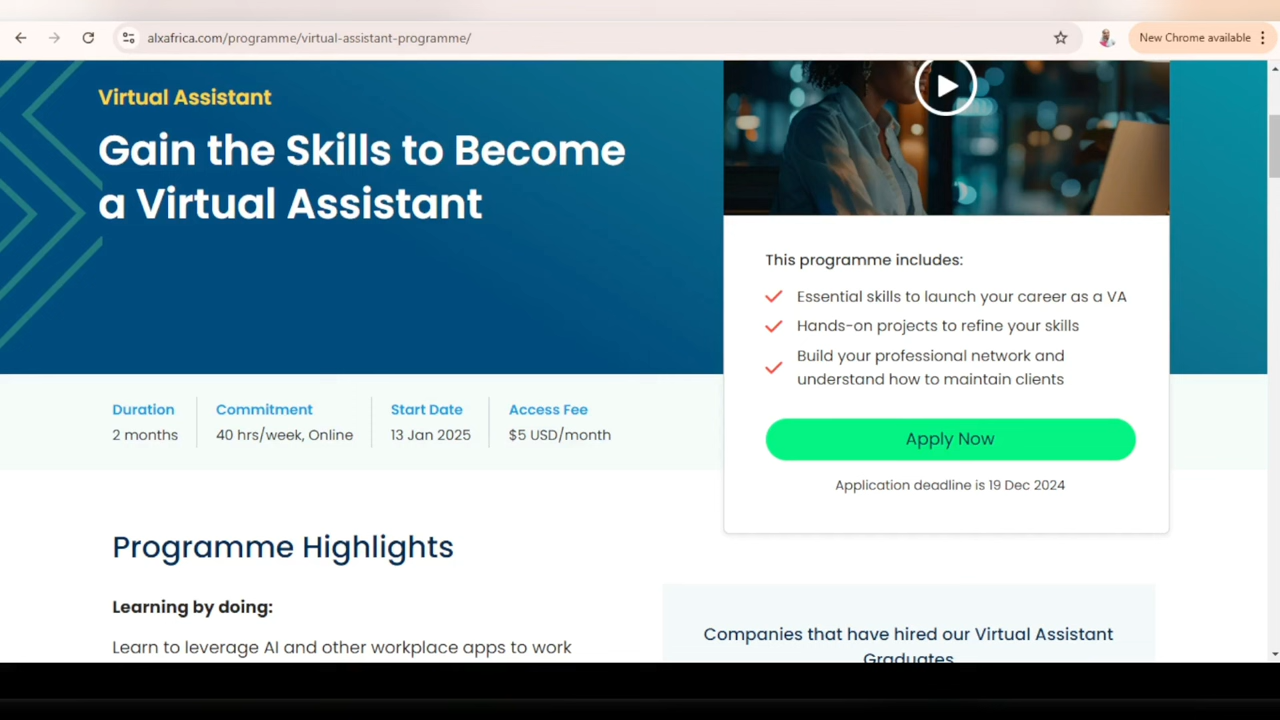 alxafrica.com/programme/virtual-assistant-programme/
New Chrome available
Virtual Assistant
Gain the Skills to Become
a Virtual Assistant
This programme includes:
Essential skills to launch your career as a VA
Hands-on projects to refine your skills
Build your professional network and
understand how to maintain clients
Apply Now
Application deadline is 19 Dec 2024
Duration
2 months
Commitment
40 hrs/week, Online
Start Date
13 Jan 2025
Access Fee
$5 USD/month
Programme Highlights
Learning by doing:
Learn to leverage AI and other workplace apps to work
Companies that have hired our Virtual Assistant
Graduates